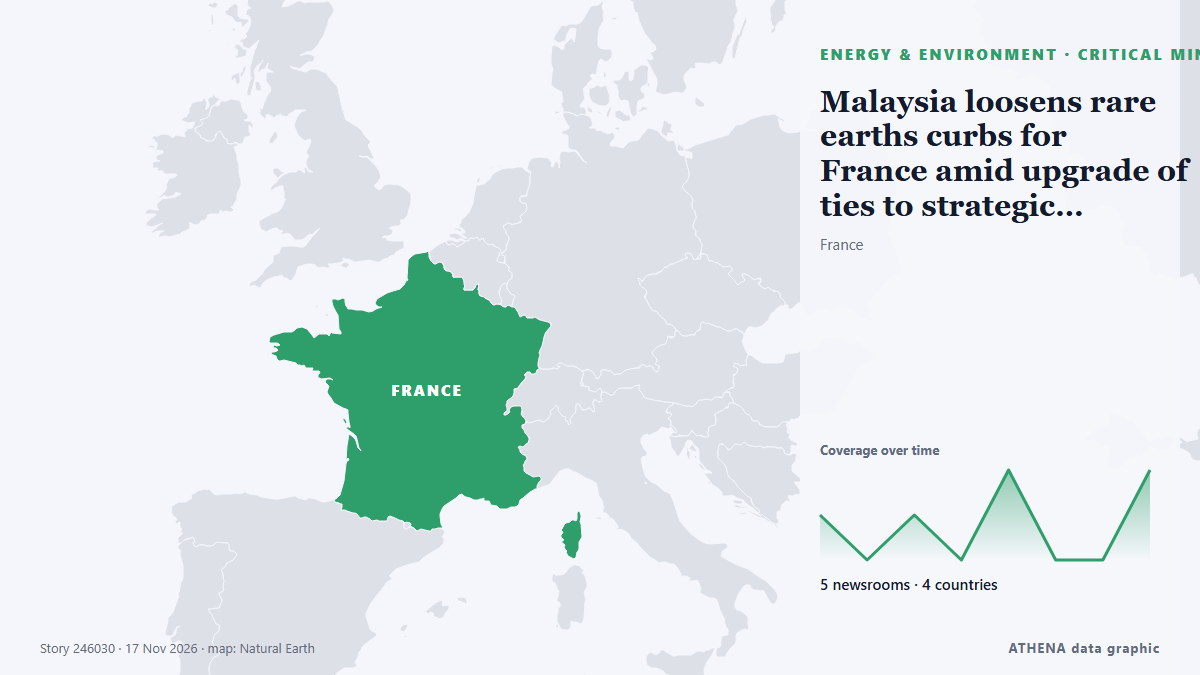 ENERGY & ENVIRONMENT · CRITICAL MIN
Malaysia loosens rare
earths curbs for
France amid upgrade of
ties to strategic...
France
FRANCE
Coverage over time
5 newsrooms · 4 countries
Story 246030 · 17 Nov 2026 · map: Natural Earth
ATHENA data graphic